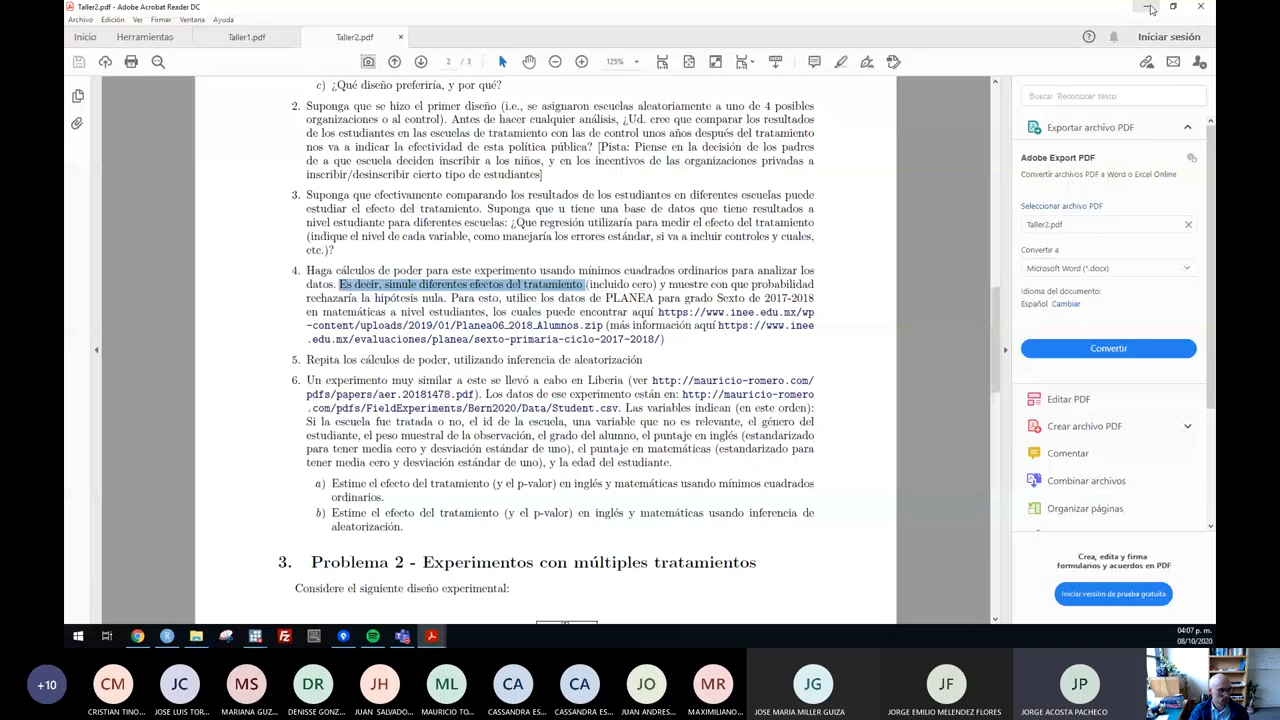 Taller2.pdf - Adobe Acrobat Reader DC
Archivo Edición Ver Firmar Ventana Ayuda
Inicio Herramientas Taller1.pdf Taller2.pdf × Iniciar sesión
2 / 3 125%
c) ¿Qué diseño preferiría, y por qué?
2. Suponga que se hizo el primer diseño (i.e., se asignaron escuelas aleatoriamente a uno de 4 posibles
organizaciones o al control). Antes de hacer cualquier análisis, ¿Ud. cree que comparar los resultados
de los estudiantes en las escuelas de tratamiento con las de control unos años después del tratamiento
nos va a indicar la efectividad de esta política pública? [Pista: Piense en la decisión de los padres
de a que escuela deciden inscribir a los niños, y en los incentivos de las organizaciones privadas a
inscribir/desinscribir cierto tipo de estudiantes]
3. Suponga que efectivamente comparando los resultados de los estudiantes en diferentes escuelas puede
estudiar el efecto del tratamiento. Suponga que u tiene una base de datos que tiene resultados a
nivel estudiante para diferentes escuelas: ¿Que regresión utilizaría para medir el efecto del tratamiento
(indique el nivel de cada variable, como manejaría los errores estándar, si va a incluir controles y cuales,
etc.)?
4. Haga cálculos de poder para este experimento usando mínimos cuadrados ordinarios para analizar los
datos. Es decir, simule diferentes efectos del tratamiento (incluido cero) y muestre con que probabilidad
rechazaría la hipótesis nula. Para esto, utilice los datos de PLANEA para grado Sexto de 2017-2018
en matemáticas a nivel estudiantes, los cuales puede encontrar aquí https://www.inee.edu.mx/wp
-content/uploads/2019/01/Planea06_2018_Alumnos.zip (más información aquí https://www.inee
.edu.mx/evaluaciones/planea/sexto-primaria-ciclo-2017-2018/)
5. Repita los cálculos de poder, utilizando inferencia de aleatorización
6. Un experimento muy similar a este se llevó a cabo en Liberia (ver http://mauricio-romero.com/
pdfs/papers/aer.20181478.pdf). Los datos de ese experimento están en: http://mauricio-romero
.com/pdfs/FieldExperiments/Bern2020/Data/Student.csv. Las variables indican (en este orden):
Si la escuela fue tratada o no, el id de la escuela, una variable que no es relevante, el género del
estudiante, el peso muestral de la observación, el grado del alumno, el puntaje en inglés (estandarizado
para tener media cero y desviación estándar de uno), el puntaje en matemáticas (estandarizado para
tener media cero y desviación estándar de uno), y la edad del estudiante.
a) Estime el efecto del tratamiento (y el p-valor) en inglés y matemáticas usando mínimos cuadrados
ordinarios.
b) Estime el efecto del tratamiento (y el p-valor) en inglés y matemáticas usando inferencia de
aleatorización.
3. Problema 2 - Experimentos con múltiples tratamientos
Considere el siguiente diseño experimental:
Buscar 'Reconocer texto
Exportar archivo PDF
Adobe Export PDF
Convertir archivos PDF a Word o Excel Online
Seleccionar archivo PDF
Taller2.pdf
Convertir a
Microsoft Word (*.docx)
Idioma del documento:
Español Cambiar
Convertir
Editar PDF
Crear archivo PDF
Comentar
Combinar archivos
Organizar páginas
Crea, edita y firma
formularios y acuerdos en PDF
Iniciar versión de prueba gratuita
04:07 p. m.
08/10/2020
+10 CM JC MS DR JH ML CA CA JO MR JG JF JP
CRISTIAN TINO... JOSE LUIS TOR... MARIANA GUZ... DENISSE GONZ... JUAN SALVADO... MAURICIO TO... CASSANDRA ES... CASSANDRA ES... JUAN ANDRES... MAXIMILIANO... JOSE MARIA MILLER GUIZA JORGE EMILIO MELENDEZ FLORES JORGE ACOSTA PACHECO